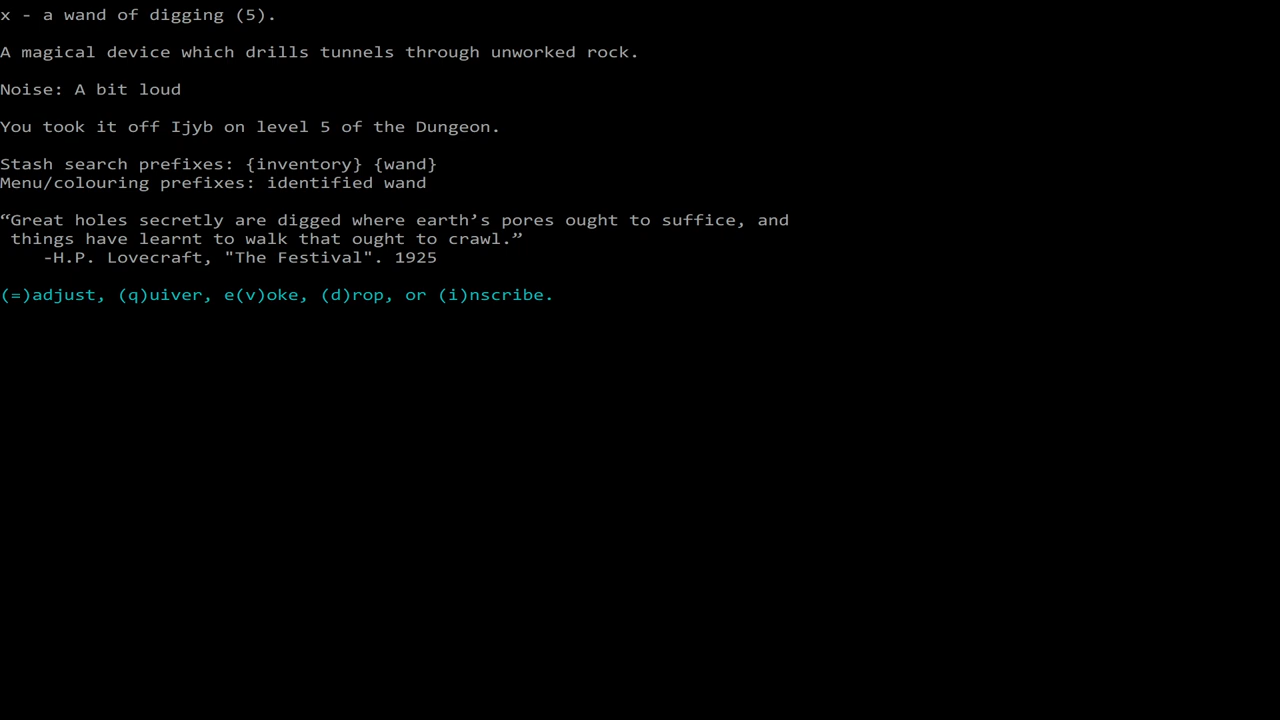 x - a wand of digging (5).
A magical device which drills tunnels through unworked rock.
Noise: A bit loud
You took it off Ijyb on level 5 of the Dungeon.
Stash search prefixes: {inventory} {wand}
Menu/colouring prefixes: identified wand
“Great holes secretly are digged where earth’s pores ought to suffice, and
things have learnt to walk that ought to crawl.”
-H.P. Lovecraft, "The Festival". 1925
(=)adjust, (q)uiver, e(v)oke, (d)rop, or (i)nscribe.